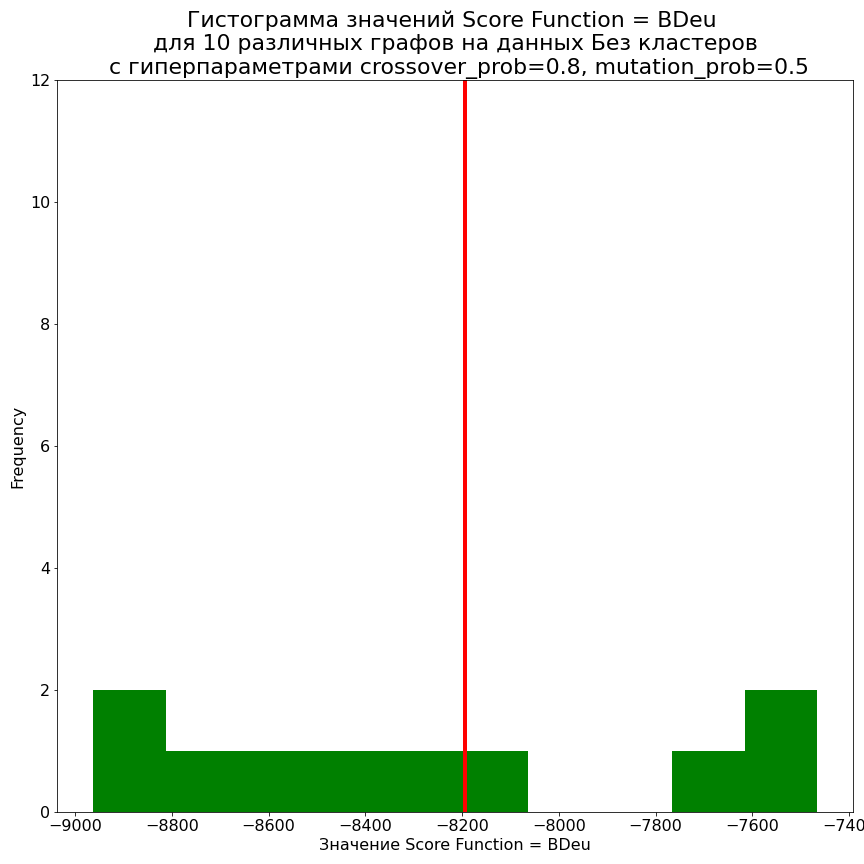 Гистограмма значений Score Function = BDeu
для 10 различных графов на данных Без кластеров
с гиперпараметрами crossover_prob=0.8, mutation_prob=0.5
12
10
8
6
4
2
0
Frequency
−9000 −8800 −8600 −8400 −8200 −8000 −7800 −7600 −740
Значение Score Function = BDeu